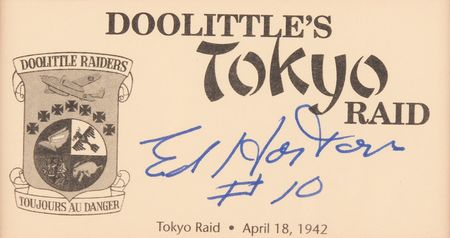 DOOLITTLE'S
Tokyo
RAID
DOOLITTLE RAIDERS
Ed Horton
#10
TOUJOURS AU DANGER
Tokyo Raid • April 18, 1942